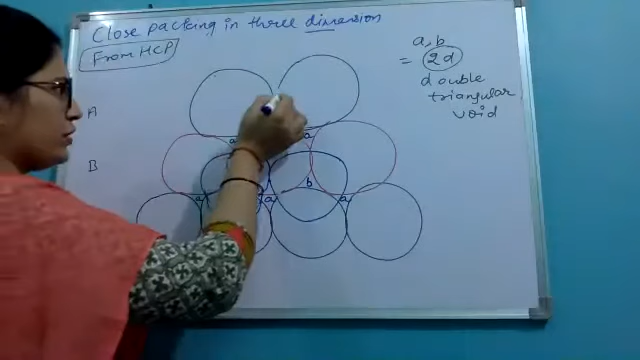 Close packing in three dimension
From HCP
a, b
= 2d
double
triangular
void
A
a
a
B
b
a
a
a